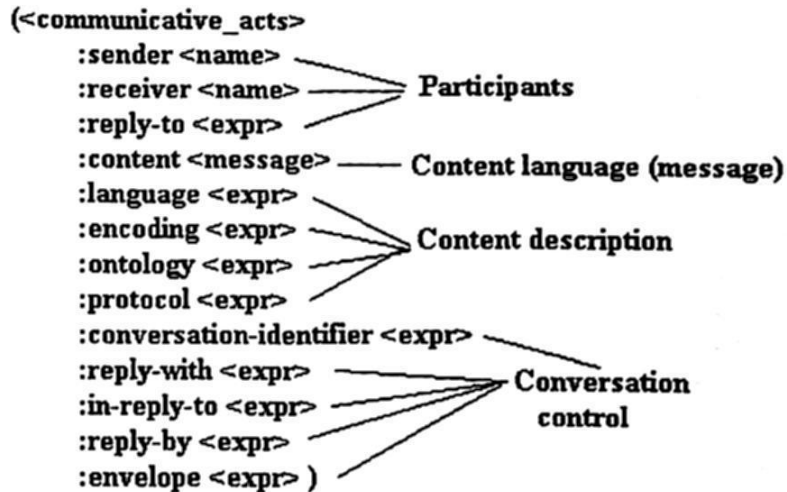 (<communicative_acts>
:sender <name>
:receiver <name>
Participants
:reply-to <expr>
:content <message>
Content language (message)
:language <expr>
:encoding <expr>
Content description
:ontology <expr>
:protocol <expr>
:conversation-identifier <expr>
:reply-with <expr>
Conversation
control
:in-reply-to <expr>
:reply-by <expr>
:envelope <expr> )